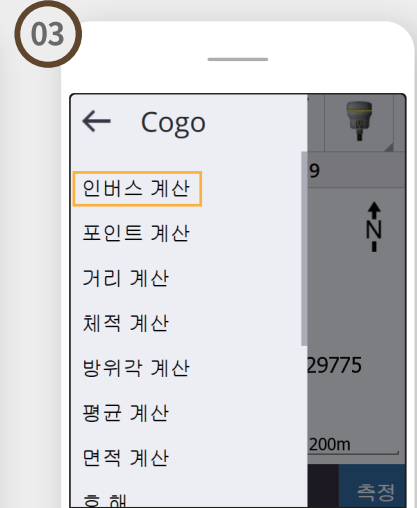 03
← Cogo
9
인버스 계산
N
포인트 계산
거리 계산
체적 계산
방위각 계산
29775
평균 계산
면적 계산
200m
측정